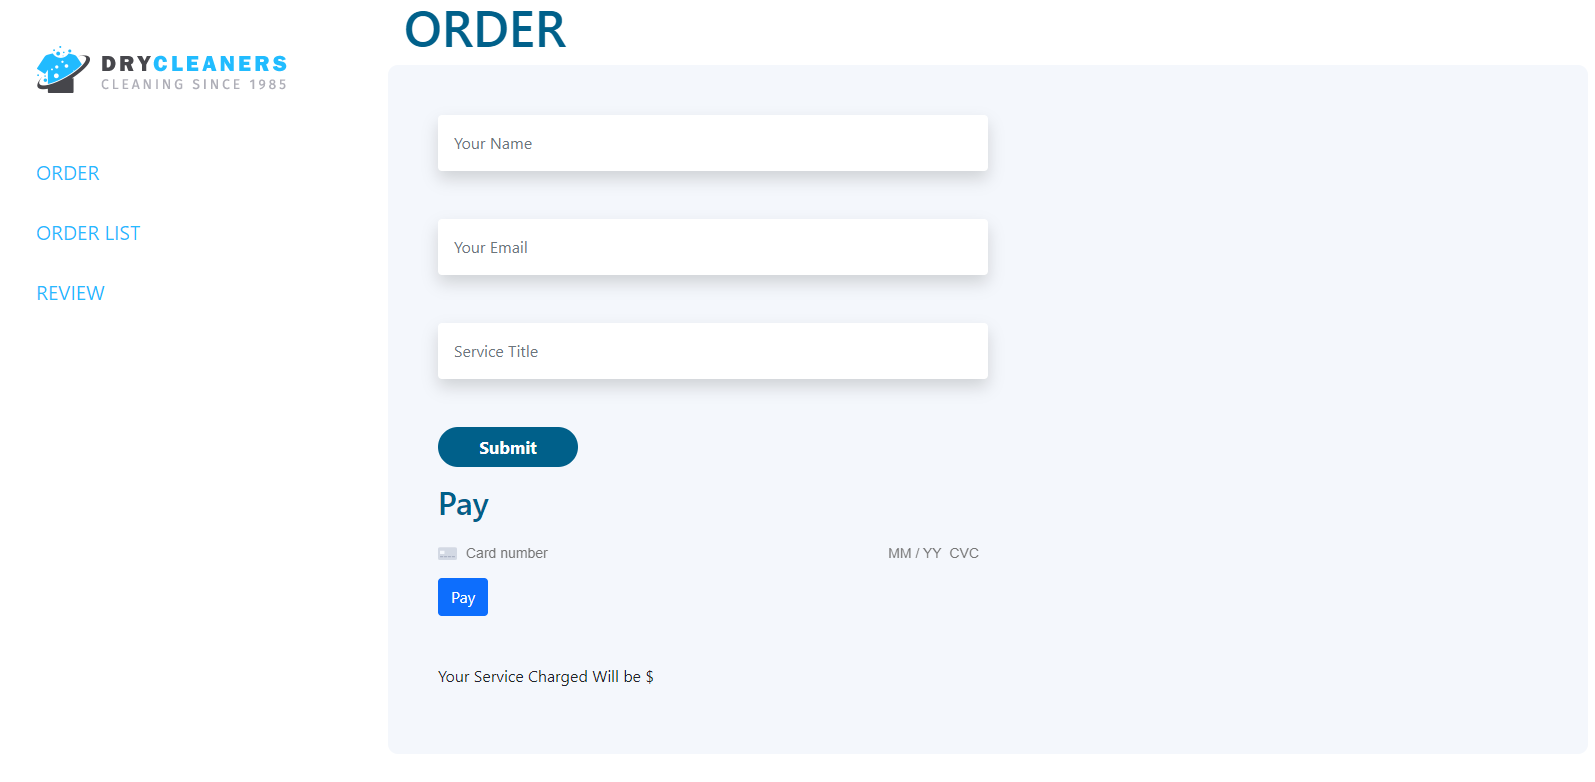 DRYCLEANERS
CLEANING SINCE 1985
ORDER
ORDER LIST
REVIEW
ORDER
Your Name
Your Email
Service Title
Submit
Pay
Card number MM / YY CVC
Pay
Your Service Charged Will be $